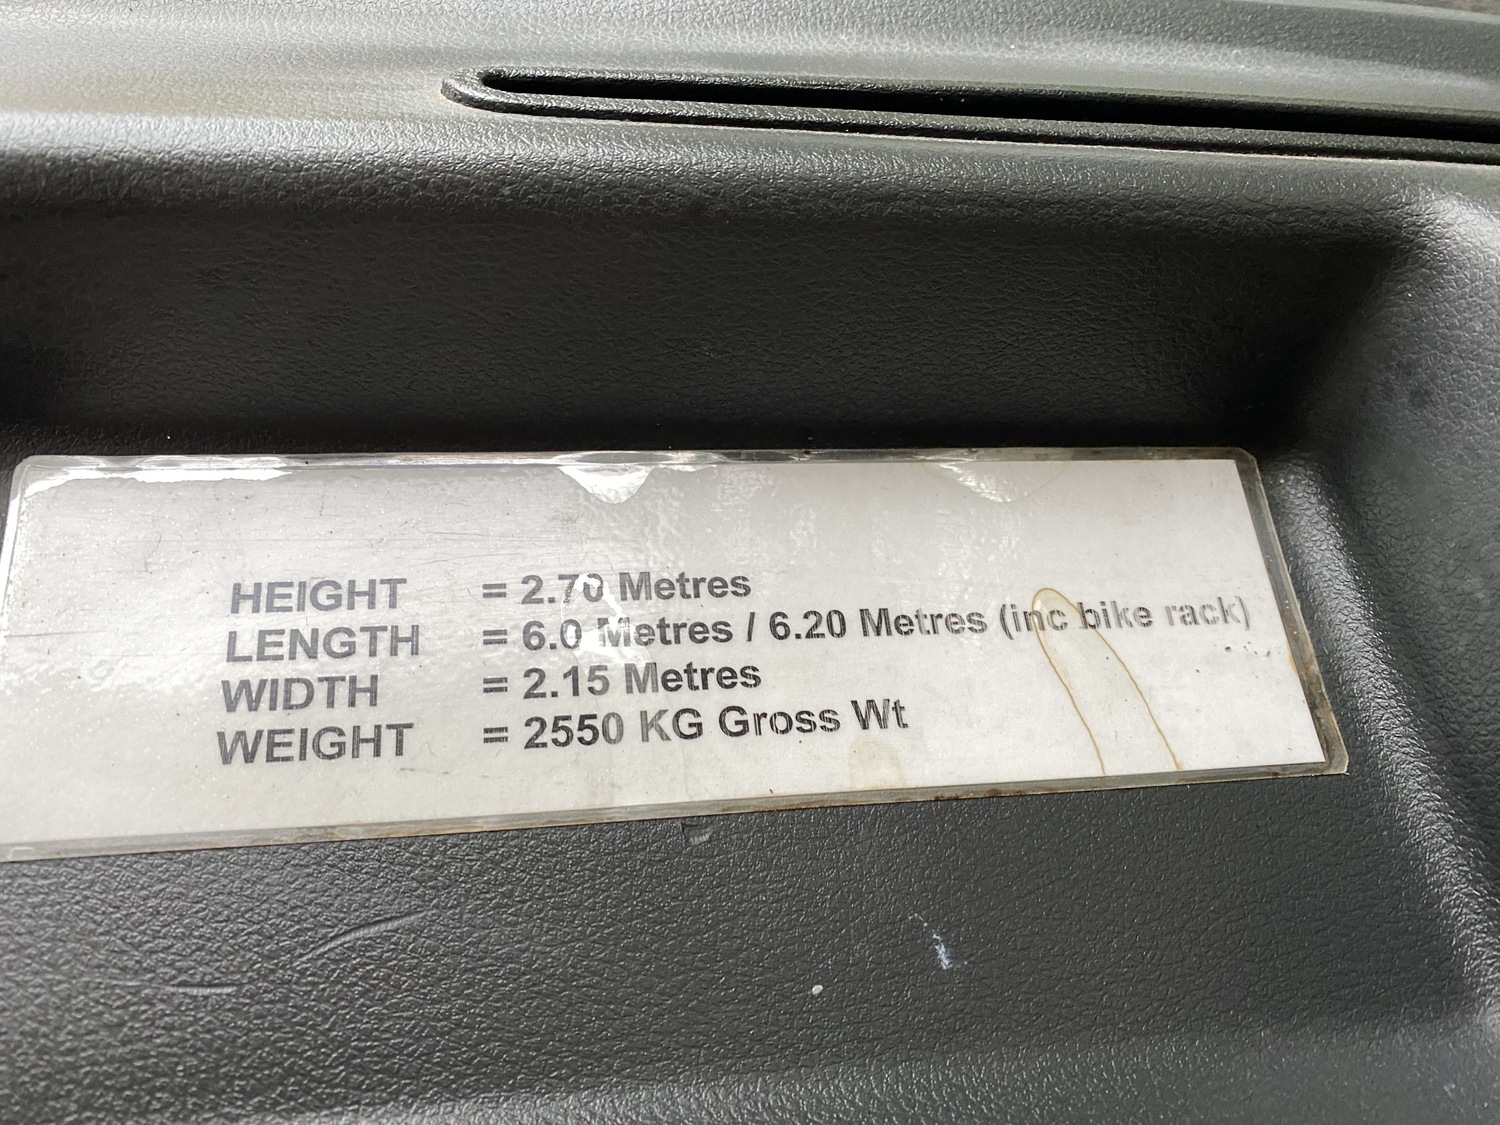 HEIGHT = 2.70 Metres
LENGTH = 6.0 Metres / 6.20 Metres (inc bike rack)
WIDTH = 2.15 Metres
WEIGHT = 2550 KG Gross Wt